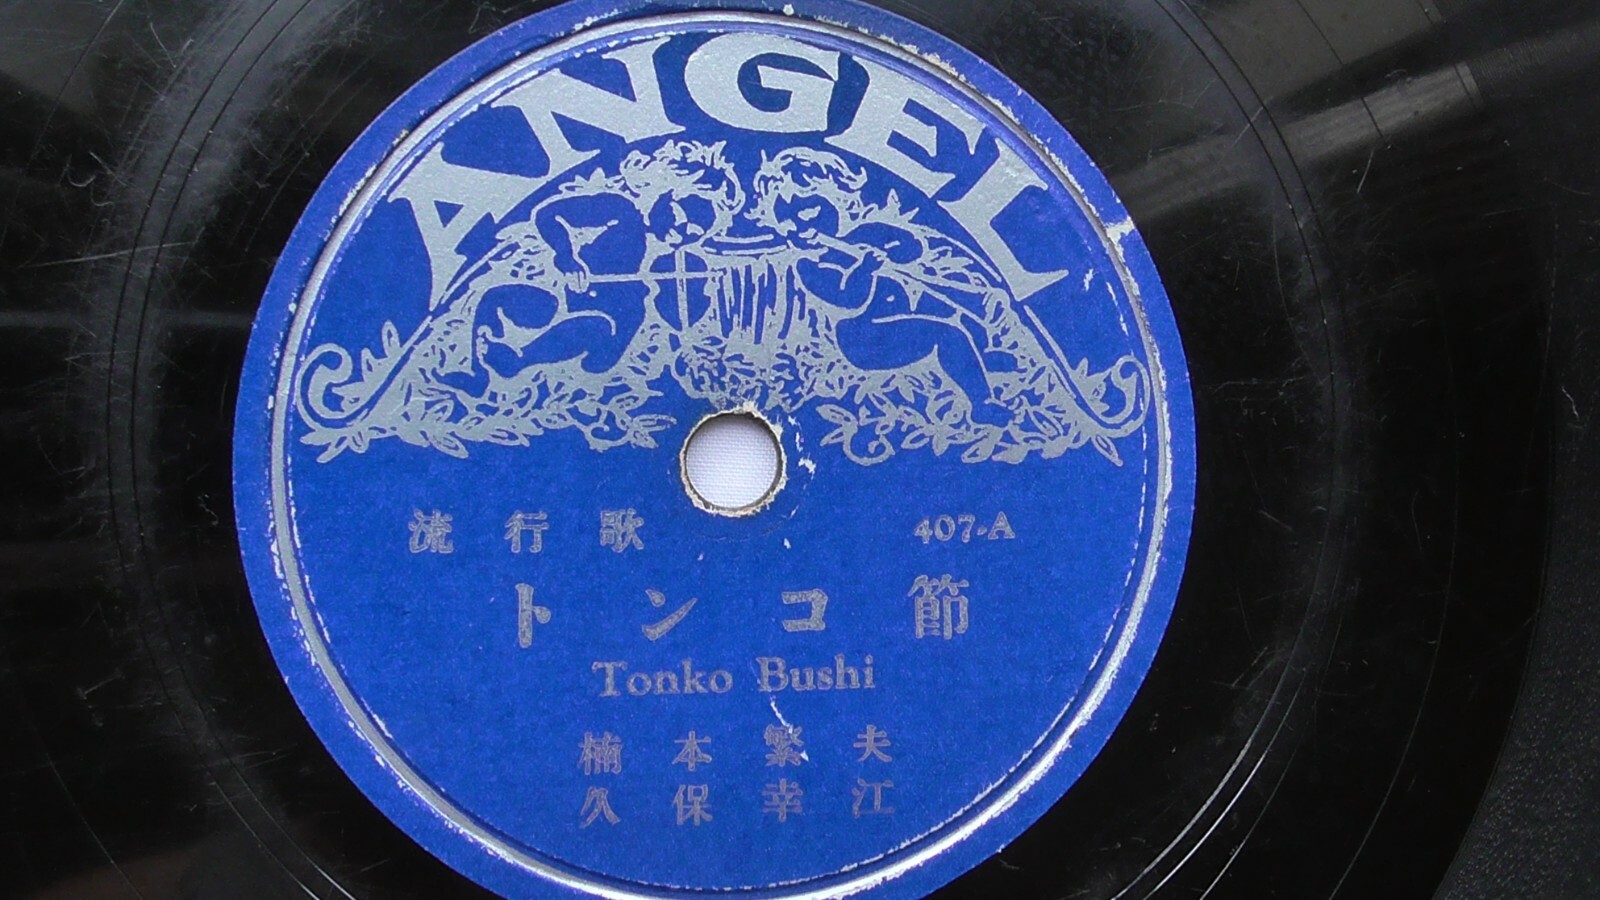 ANGEL
流行歌 407-A
トンコ節
Tonko Bushi
楠本繁夫
久保幸江